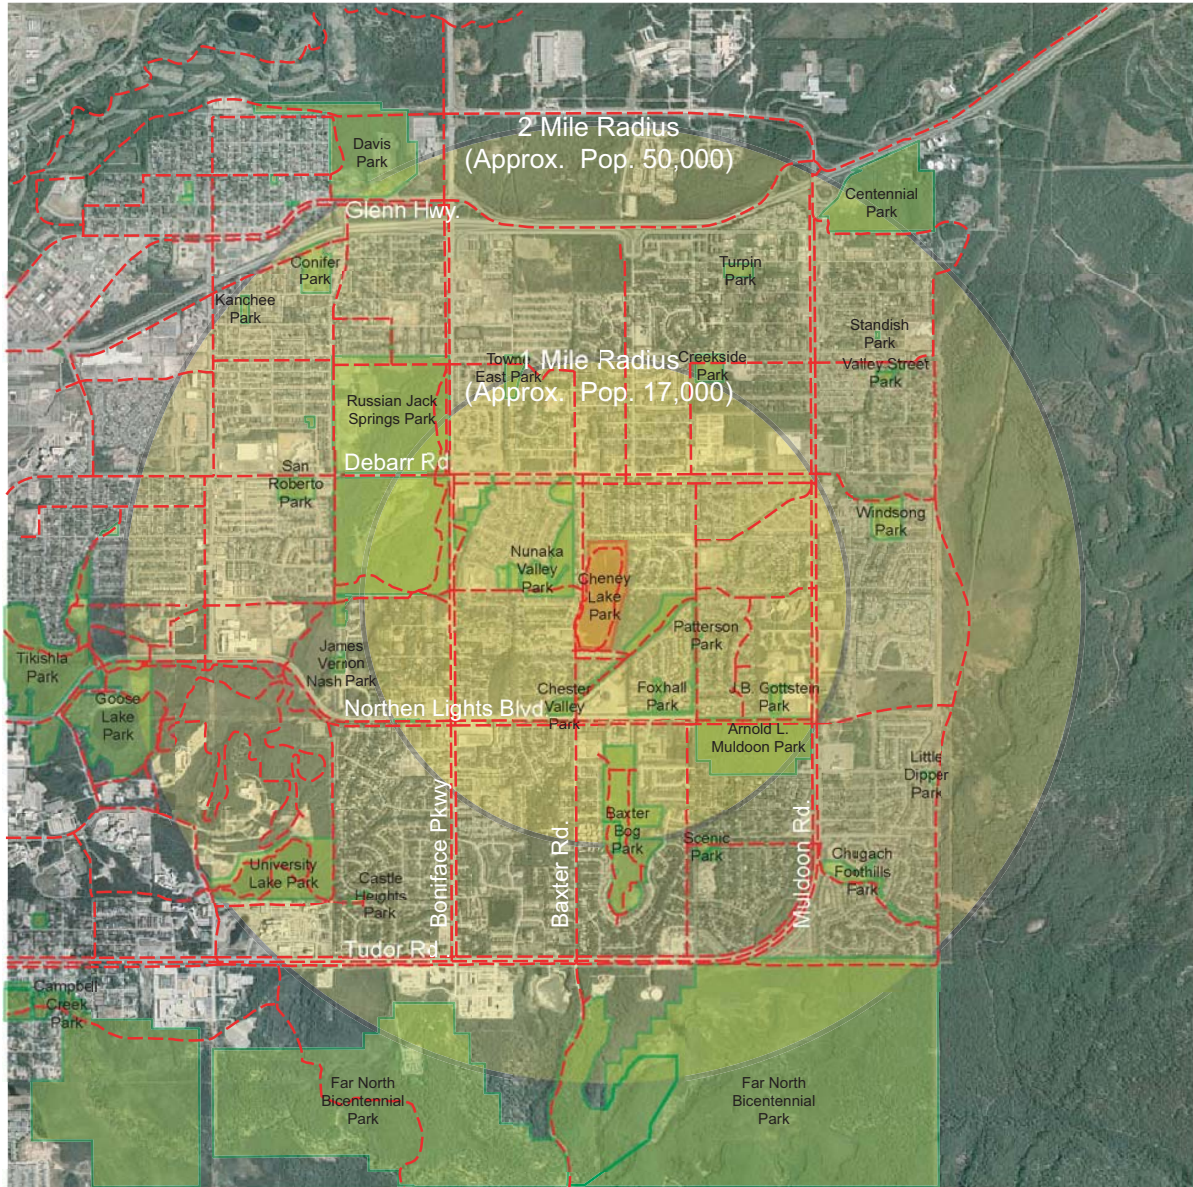 2 Mile Radius
(Approx. Pop. 50,000)
Davis
Park
Centennial
Park
Glenn Hwy.
Conifer
Park
Turpin
Park
Kanchee
Park
Standish
Park
Valley Street
Park
1 Mile Radius
(Approx. Pop. 17,000)
Towne
East Park
Creekside
Park
Russian Jack
Springs Park
Debarr Rd
San
Roberto
Park
Windsong
Park
Nunaka
Valley
Park
Cheney
Lake
Park
Patterson
Park
Tikishla
Park
James
Vernon
Nash Park
Goose
Lake
Park
Chester
Valley
Park
Foxhall
Park
J.B. Gottstein
Park
Northen Lights Blvd.
Arnold L.
Muldoon Park
Little
Dipper
Park
Boniface Pkwy
Baxter Rd.
Muldoon Rd.
Baxter
Bog
Park
Scenic
Park
Chugach
Foothills
Park
University
Lake Park
Castle
Heights
Park
Tudor Rd.
Campbell
Creek
Park
Far North
Bicentennial
Park
Far North
Bicentennial
Park